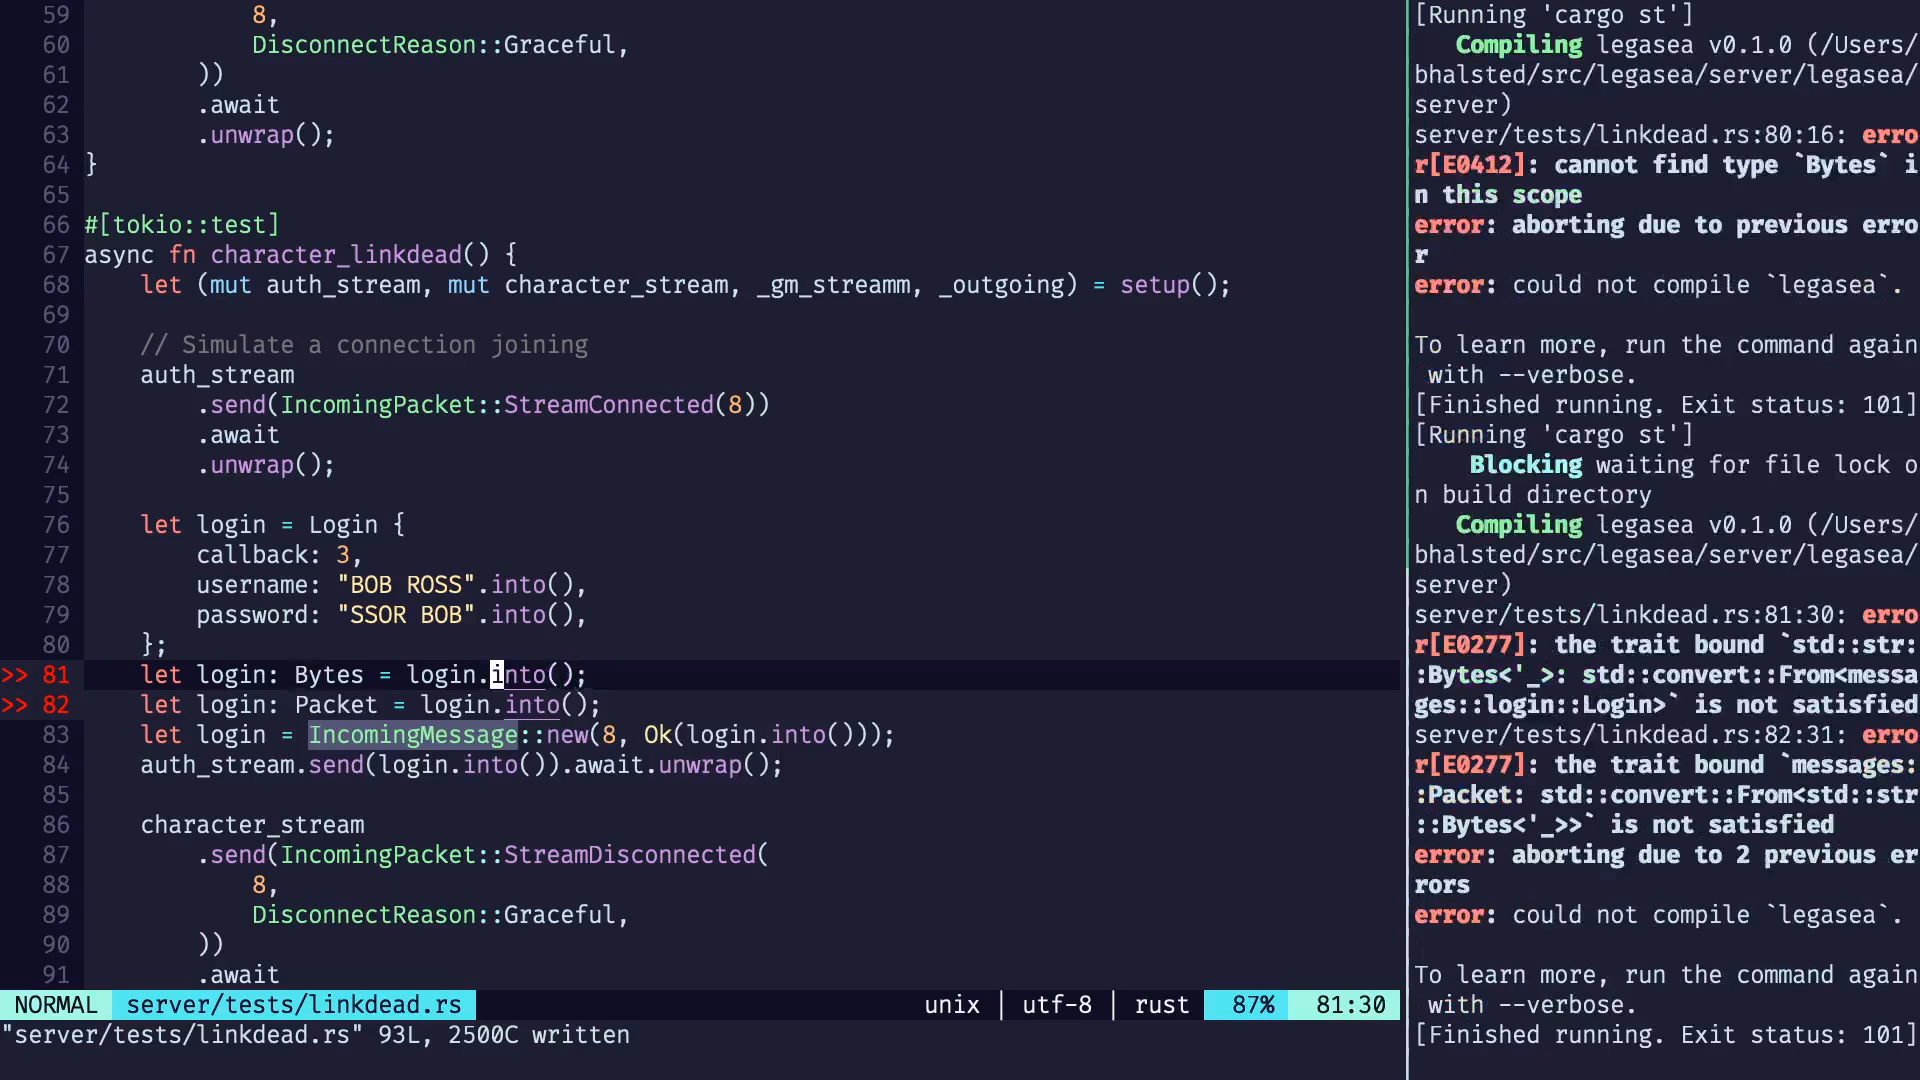 59             8,
60             DisconnectReason::Graceful,
61         ))
62         .await
63         .unwrap();
64 }
65
66 #[tokio::test]
67 async fn character_linkdead() {
68     let (mut auth_stream, mut character_stream, _gm_streamm, _outgoing) = setup();
69
70     // Simulate a connection joining
71     auth_stream
72         .send(IncomingPacket::StreamConnected(8))
73         .await
74         .unwrap();
75
76     let login = Login {
77         callback: 3,
78         username: "BOB ROSS".into(),
79         password: "SSOR BOB".into(),
80     };
>> 81     let login: Bytes = login.into();
>> 82     let login: Packet = login.into();
83     let login = IncomingMessage::new(8, Ok(login.into()));
84     auth_stream.send(login.into()).await.unwrap();
85
86     character_stream
87         .send(IncomingPacket::StreamDisconnected(
88             8,
89             DisconnectReason::Graceful,
90         ))
91         .await
NORMAL server/tests/linkdead.rs unix | utf-8 | rust 87% 81:30
"server/tests/linkdead.rs" 93L, 2500C written
[Running 'cargo st']
   Compiling legasea v0.1.0 (/Users/
bhalsted/src/legasea/server/legasea/
server)
server/tests/linkdead.rs:80:16: erro
r[E0412]: cannot find type `Bytes` i
n this scope
error: aborting due to previous erro
r
error: could not compile `legasea`.

To learn more, run the command again
 with --verbose.
[Finished running. Exit status: 101]
[Running 'cargo st']
    Blocking waiting for file lock o
n build directory
   Compiling legasea v0.1.0 (/Users/
bhalsted/src/legasea/server/legasea/
server)
server/tests/linkdead.rs:81:30: erro
r[E0277]: the trait bound `std::str:
:Bytes<'_>: std::convert::From<messa
ges::login::Login>` is not satisfied
server/tests/linkdead.rs:82:31: erro
r[E0277]: the trait bound `messages:
:Packet: std::convert::From<std::str
::Bytes<'_>>` is not satisfied
error: aborting due to 2 previous er
rors
error: could not compile `legasea`.

To learn more, run the command again
 with --verbose.
[Finished running. Exit status: 101]